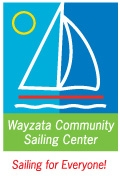 Wayzata Community
Sailing Center
Sailing for Everyone!